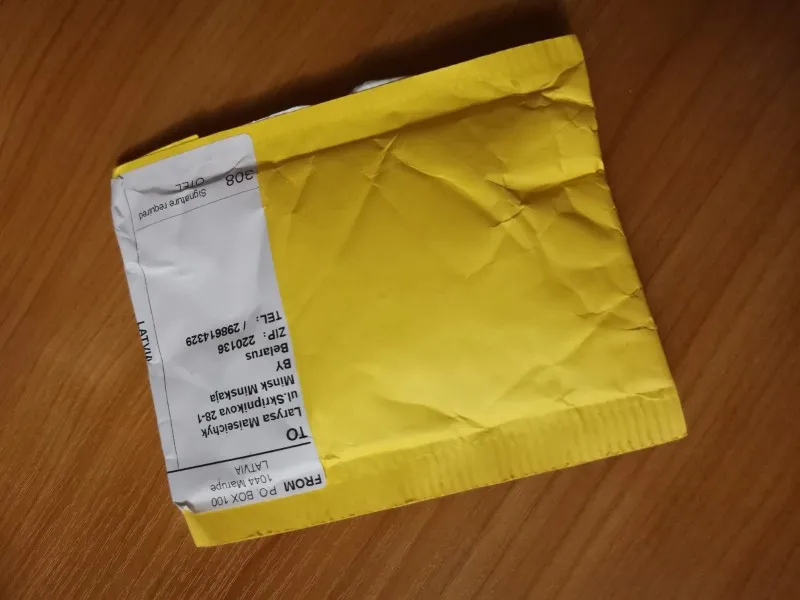 FROM P.O. BOX 100
1044 Marupe
LATVIA
TO
Larysa Maiseichyk
ul.Skripnikova 28-1
Minsk Minskaja
BY
Belarus
ZIP: 220136
TEL: / 298614329
LATVIA
Signature required
308